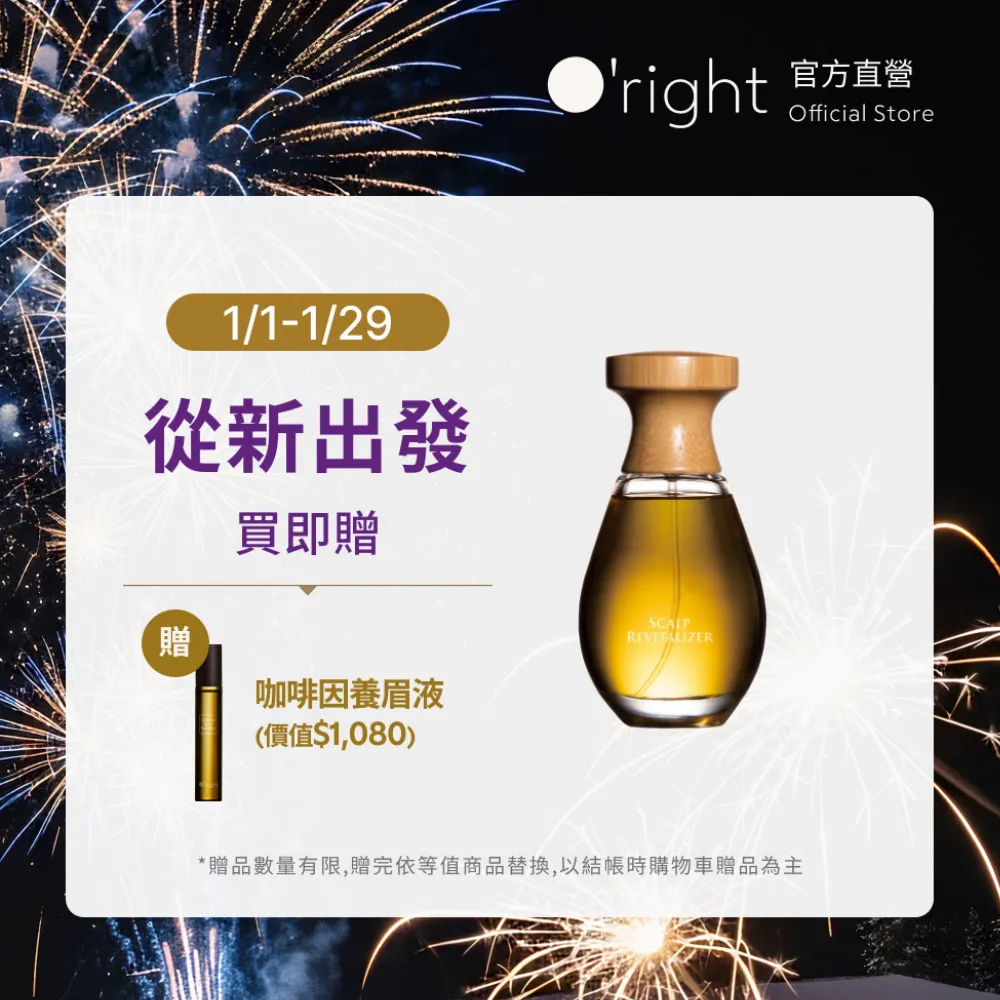 O'right 官方直營
Official Store
1/1-1/29
從新出發
買即贈
贈
咖啡因養眉液
(價值$1,080)
SCALP
REVITALIZER
*贈品數量有限,贈完依等值商品替換,以結帳時購物車贈品為主